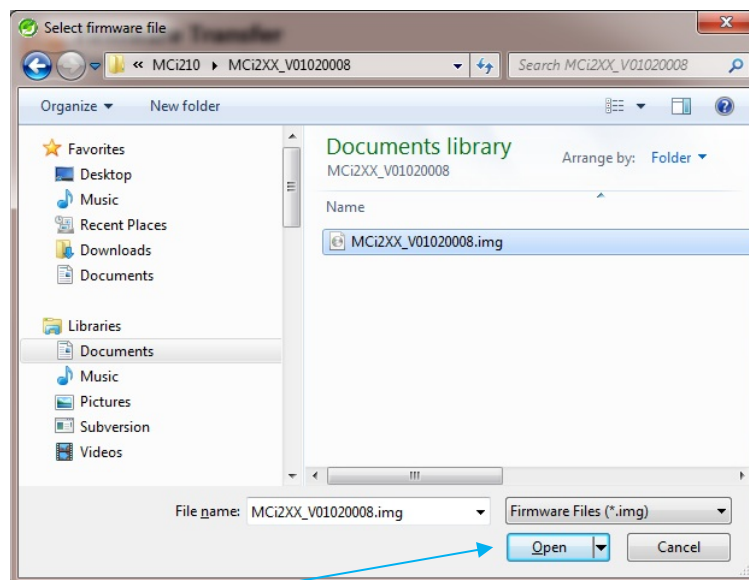 Select firmware file
Firmware Transfer
« MCi210 ▸ MCi2XX_V01020008
Search MCi2XX_V01020008
Organize New folder
Favorites
Desktop
Music
Recent Places
Downloads
Documents
Libraries
Documents
Music
Pictures
Subversion
Videos
Documents library
MCi2XX_V01020008
Arrange by: Folder
Name
MCi2XX_V01020008.img
File name: MCi2XX_V01020008.img
Firmware Files (*.img)
Open Cancel